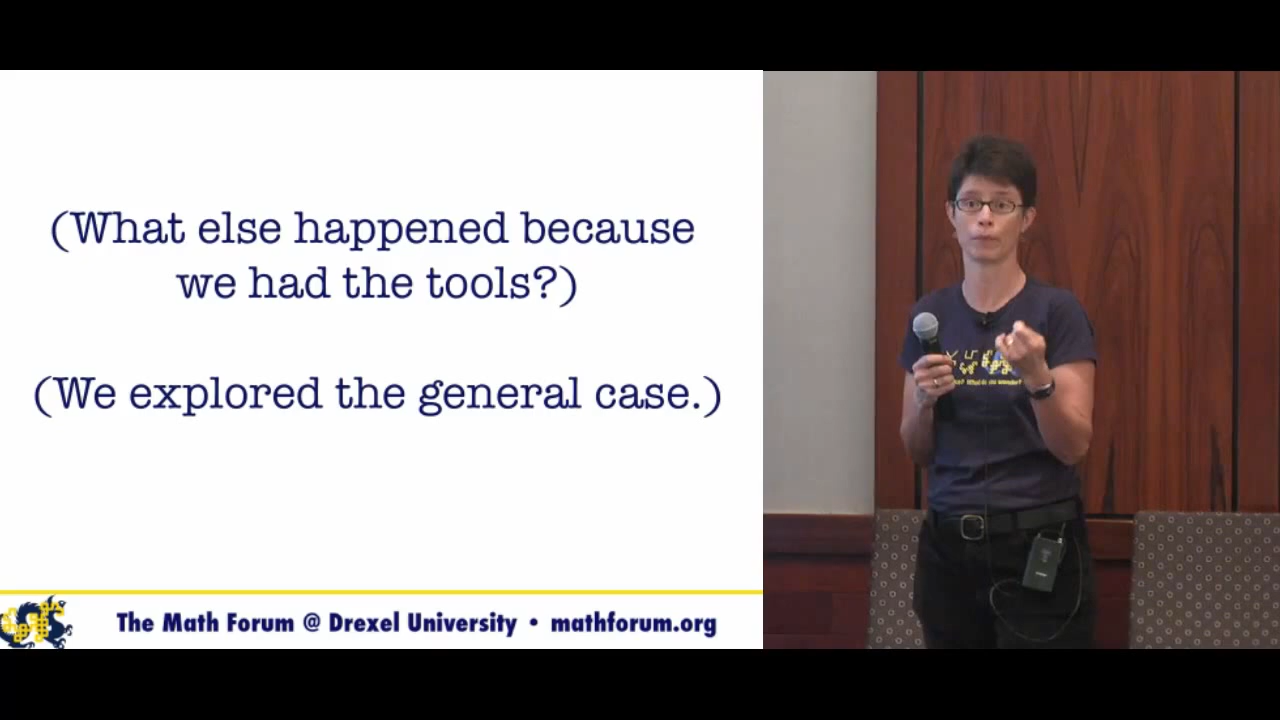 (What else happened because
we had the tools?)
(We explored the general case.)
The Math Forum @ Drexel University • mathforum.org